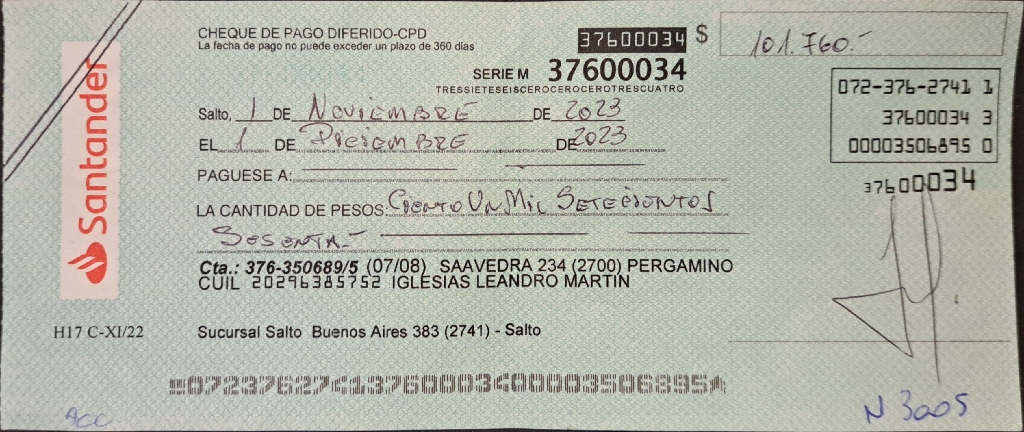 Santander
CHEQUE DE PAGO DIFERIDO-CPD
La fecha de pago no puede exceder un plazo de 360 días
37600034 $ 101.760.-
SERIE M 37600034
TRESSIETESEISCEROCEROCEROTRESCUATRO
072-376-2741 1
37600034 3
00003506895 0
37600034
Salto, 1 DE NOVIEMBRE DE 2023
EL 1 DE DICIEMBRE DE 2023
PAGUESE A:
LA CANTIDAD DE PESOS: CIENTO UN MIL SETECIENTOS
SESENTA.-
Cta.: 376-350689/5 (07/08) SAAVEDRA 234 (2700) PERGAMINO
CUIL 20296385752 IGLESIAS LEANDRO MARTIN
H17 C-XI/22
Sucursal Salto Buenos Aires 383 (2741) - Salto
07237627413760003400003506895
Acc
N 3005